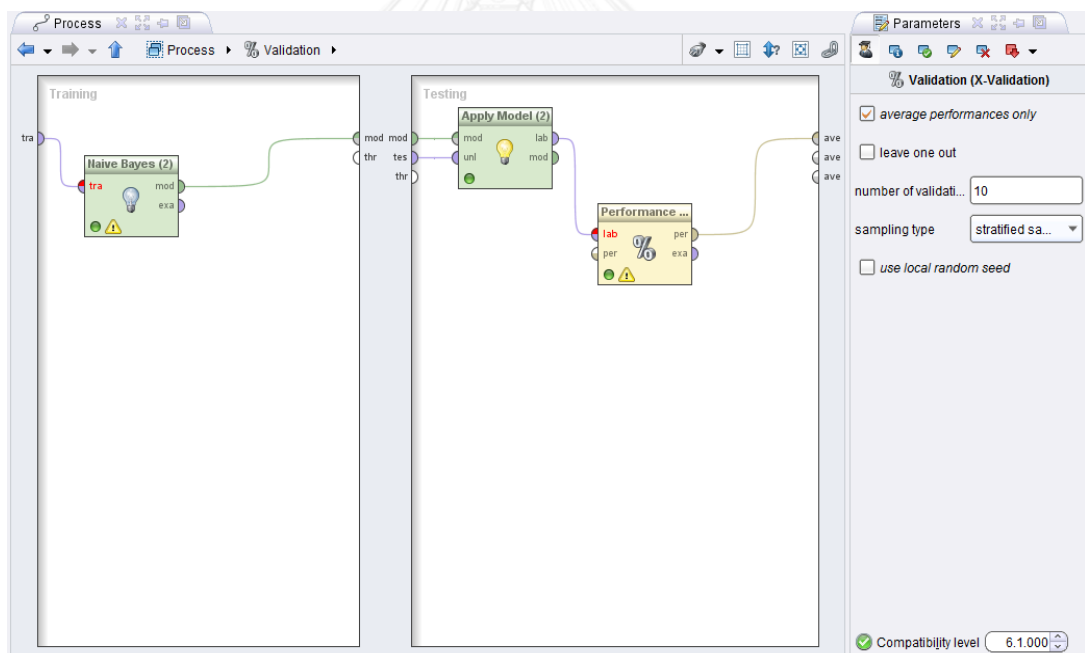 Process
Parameters
Process
Validation
Validation (X-Validation)
Training
Testing
average performances only
leave one out
number of validati... 10
sampling type stratified sa...
use local random seed
tra
Naive Bayes (2)
tra mod
exa
mod mod
thr tes
thr
Apply Model (2)
mod lab
unl mod
Performance ...
lab per
per exa
ave
ave
ave
Compatibility level 6.1.000